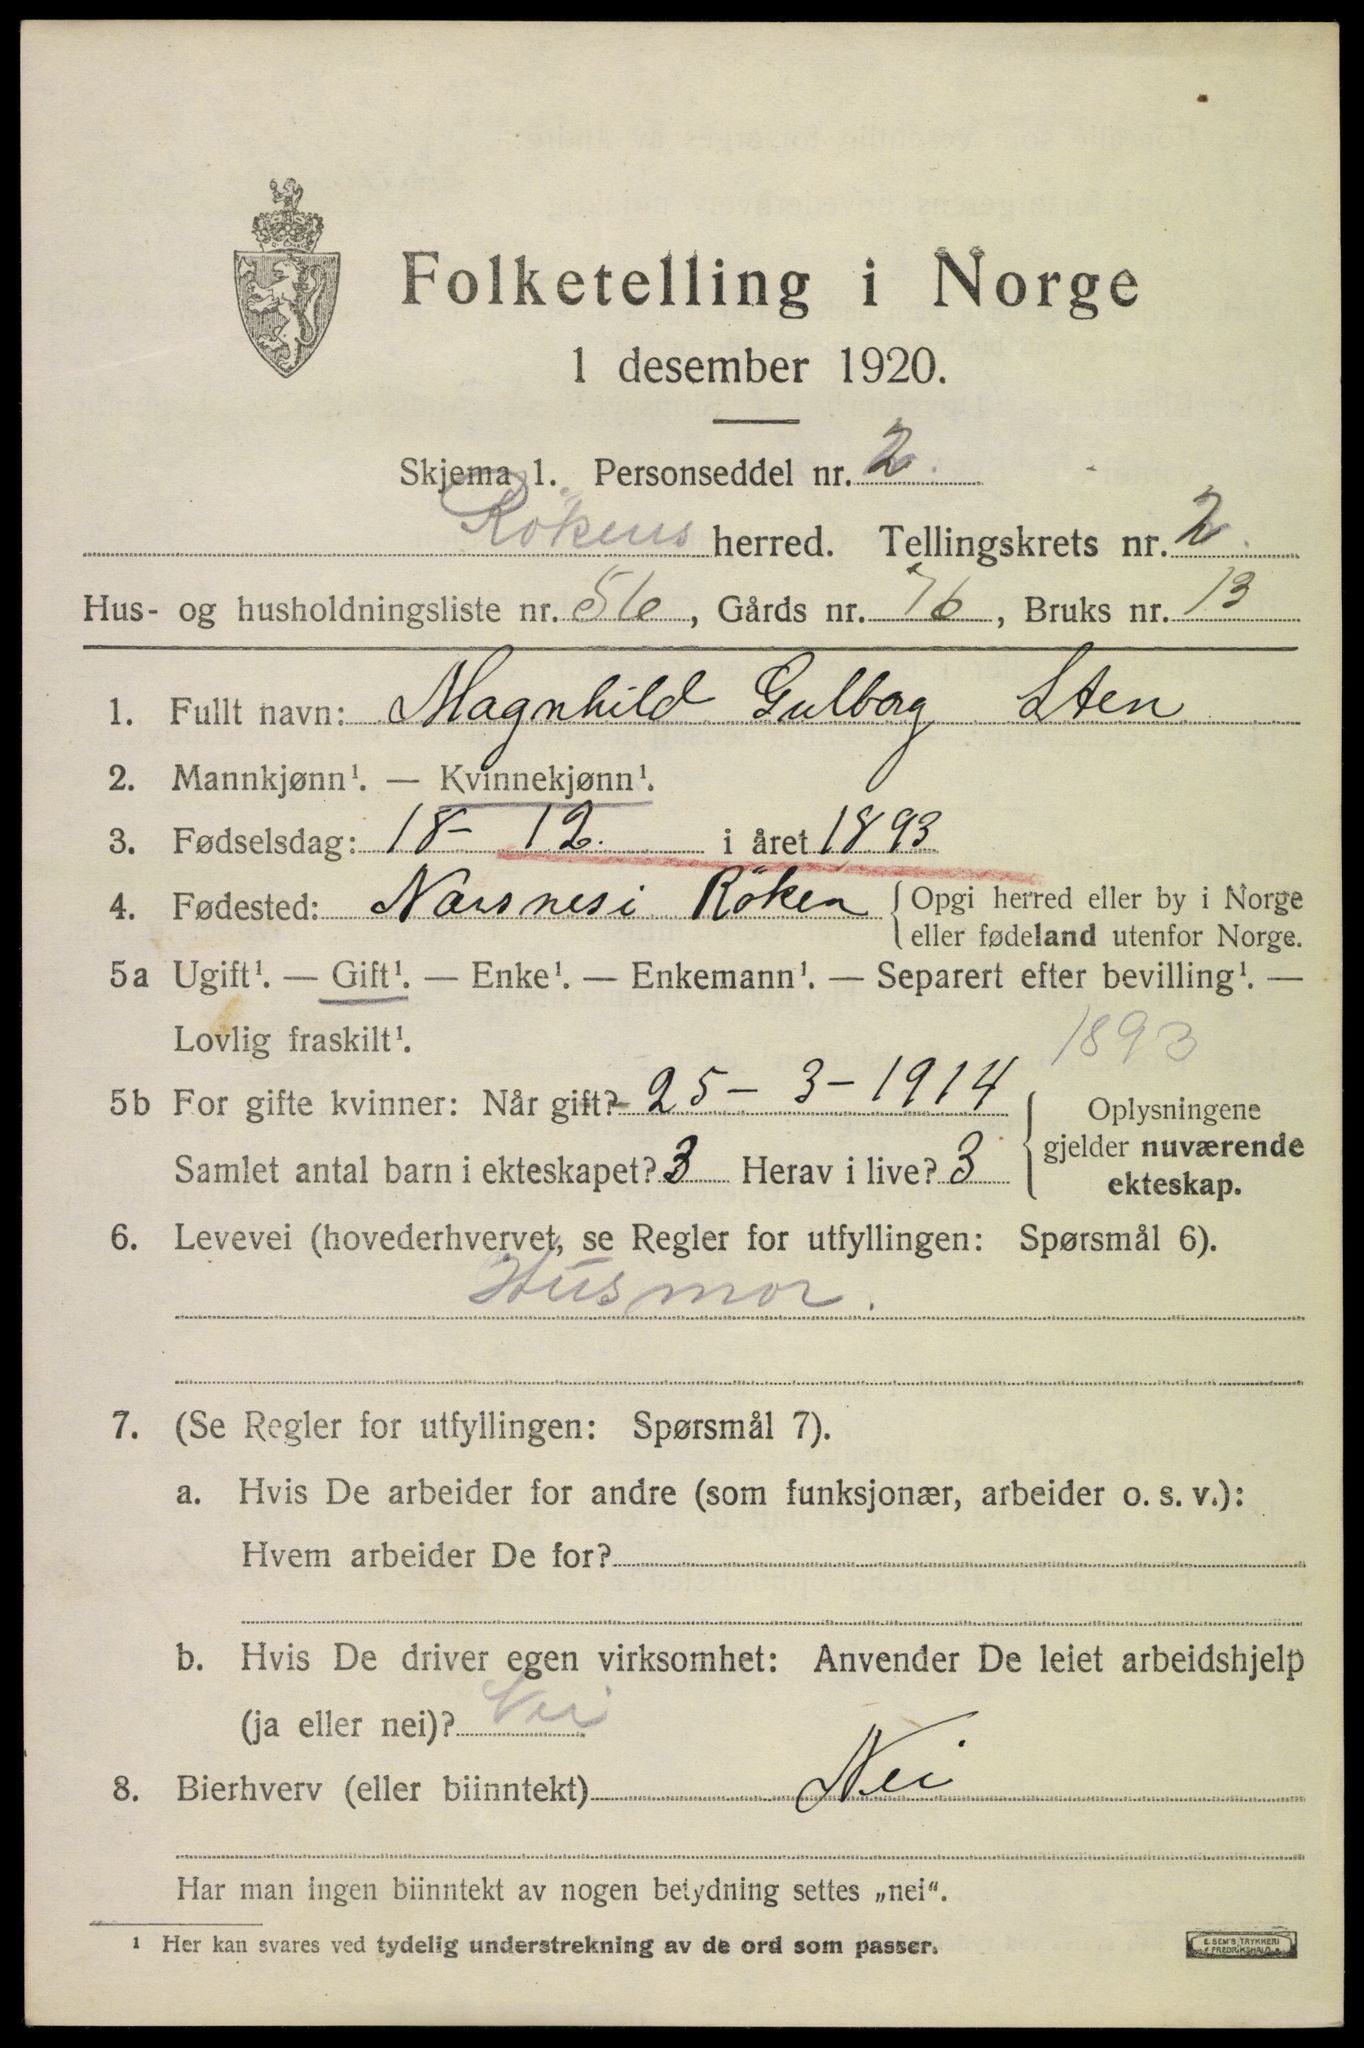 Folketelling i Norge
1 desember 1920.
Skjema 1. Personseddel nr. 2.
Rökens herred. Tellingskrets nr. 2.
Hus- og husholdningsliste nr. 56, Gårds nr. 76, Bruks nr. 13
1. Fullt navn: Magnhild Gulborg Sten
2. Mannkjønn¹. — Kvinnekjønn¹.
3. Fødselsdag: 18- 12. i året 1893
4. Fødested: Narsnes i Röken { Opgi herred eller by i Norge
eller fødeland utenfor Norge.
5a Ugift¹. — Gift¹. — Enke¹. — Enkemann¹. — Separert efter bevilling¹. —
Lovlig fraskilt¹.
1893
5b For gifte kvinner: Når gift? 25-3-1914
Samlet antal barn i ekteskapet? 3 Herav i live? 3
{ Oplysningene
gjelder nuværende
ekteskap.
6. Levevei (hovederhvervet, se Regler for utfyllingen: Spørsmål 6).
Husmor.
7. (Se Regler for utfyllingen: Spørsmål 7).
a. Hvis De arbeider for andre (som funksjonær, arbeider o. s. v.):
Hvem arbeider De for?
b. Hvis De driver egen virksomhet: Anvender De leiet arbeidshjelp
(ja eller nei)? Nei
8. Bierhverv (eller biinntekt) Nei
Har man ingen biinntekt av nogen betydning settes „nei“.
¹ Her kan svares ved tydelig understrekning av de ord som passer.
E. SEM'S TRYKKERI
FREDRIKSHALD